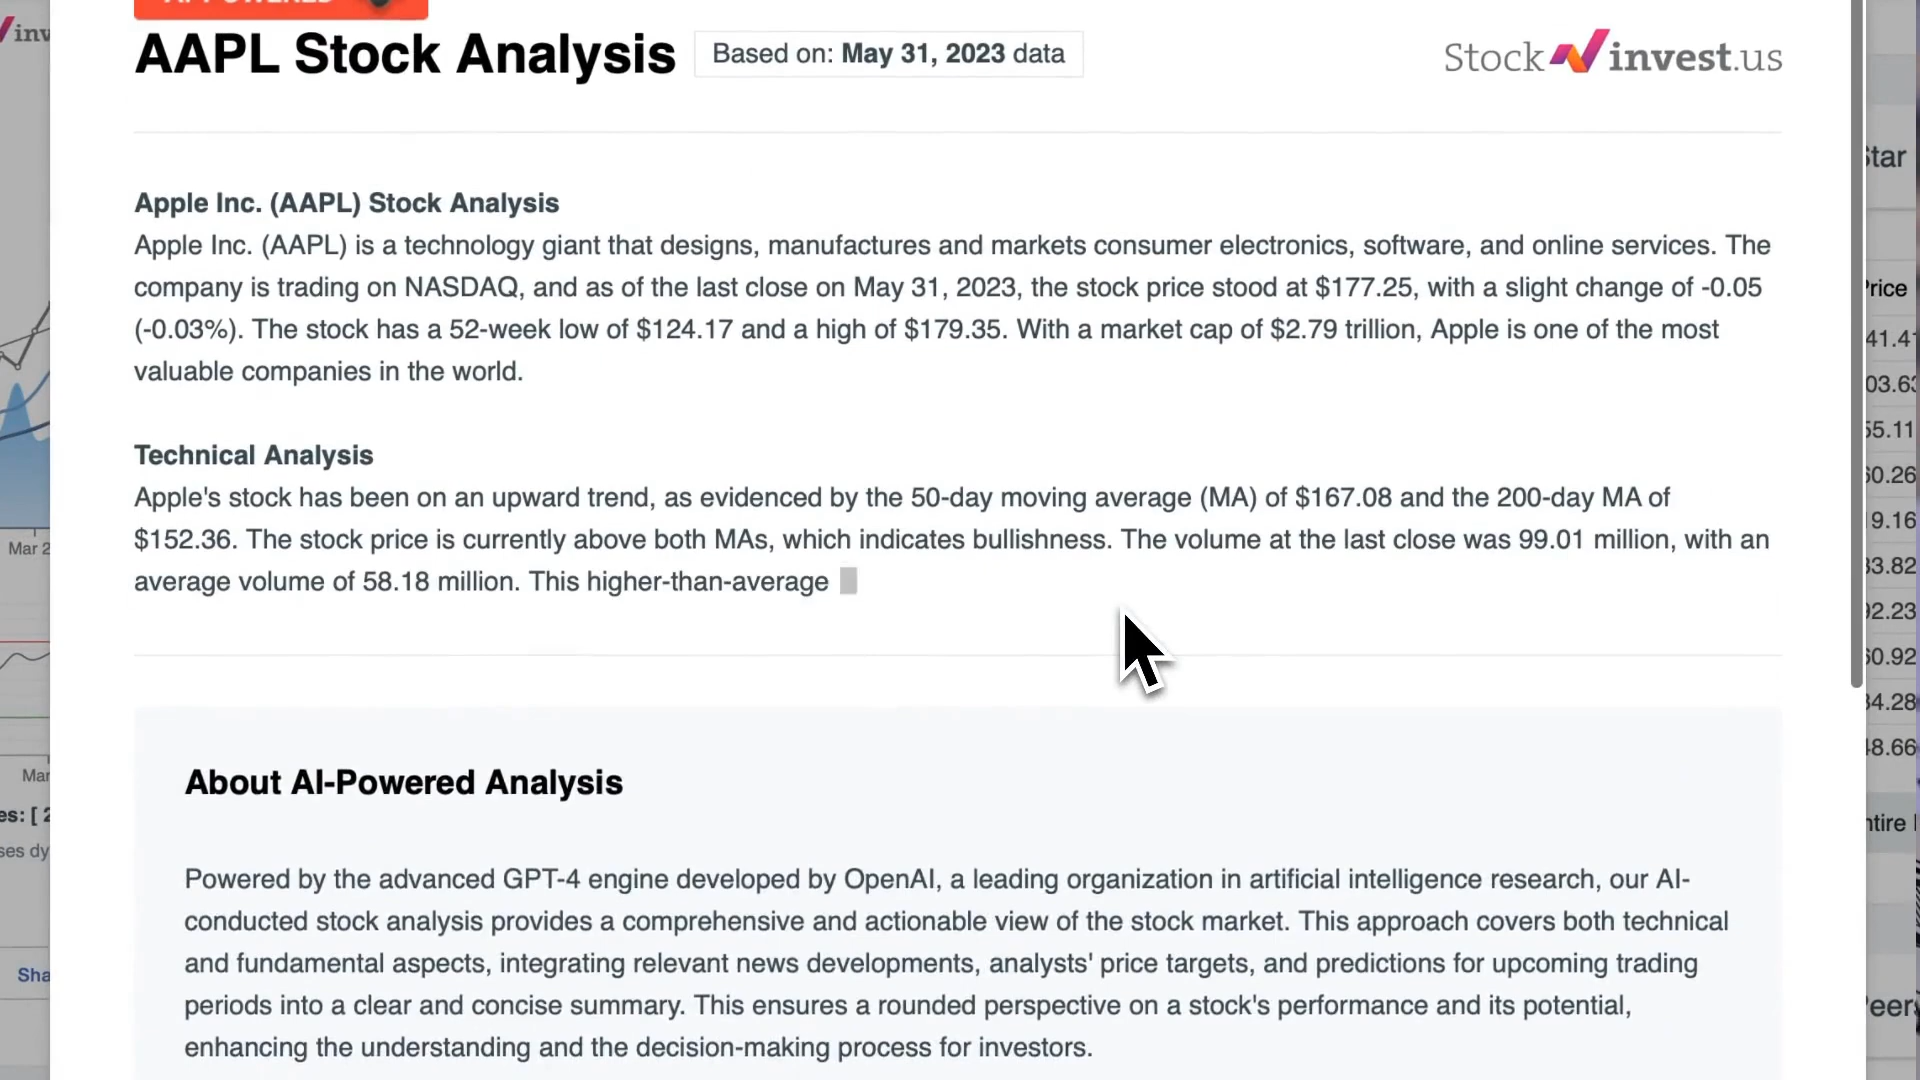 AAPL Stock Analysis
Based on: May 31, 2023 data
Stock invest.us
Apple Inc. (AAPL) Stock Analysis
Apple Inc. (AAPL) is a technology giant that designs, manufactures and markets consumer electronics, software, and online services. The
company is trading on NASDAQ, and as of the last close on May 31, 2023, the stock price stood at $177.25, with a slight change of -0.05
(-0.03%). The stock has a 52-week low of $124.17 and a high of $179.35. With a market cap of $2.79 trillion, Apple is one of the most
valuable companies in the world.
Technical Analysis
Apple's stock has been on an upward trend, as evidenced by the 50-day moving average (MA) of $167.08 and the 200-day MA of
$152.36. The stock price is currently above both MAs, which indicates bullishness. The volume at the last close was 99.01 million, with an
average volume of 58.18 million. This higher-than-average
About AI-Powered Analysis
Powered by the advanced GPT-4 engine developed by OpenAI, a leading organization in artificial intelligence research, our AI-
conducted stock analysis provides a comprehensive and actionable view of the stock market. This approach covers both technical
and fundamental aspects, integrating relevant news developments, analysts' price targets, and predictions for upcoming trading
periods into a clear and concise summary. This ensures a rounded perspective on a stock's performance and its potential,
enhancing the understanding and the decision-making process for investors.